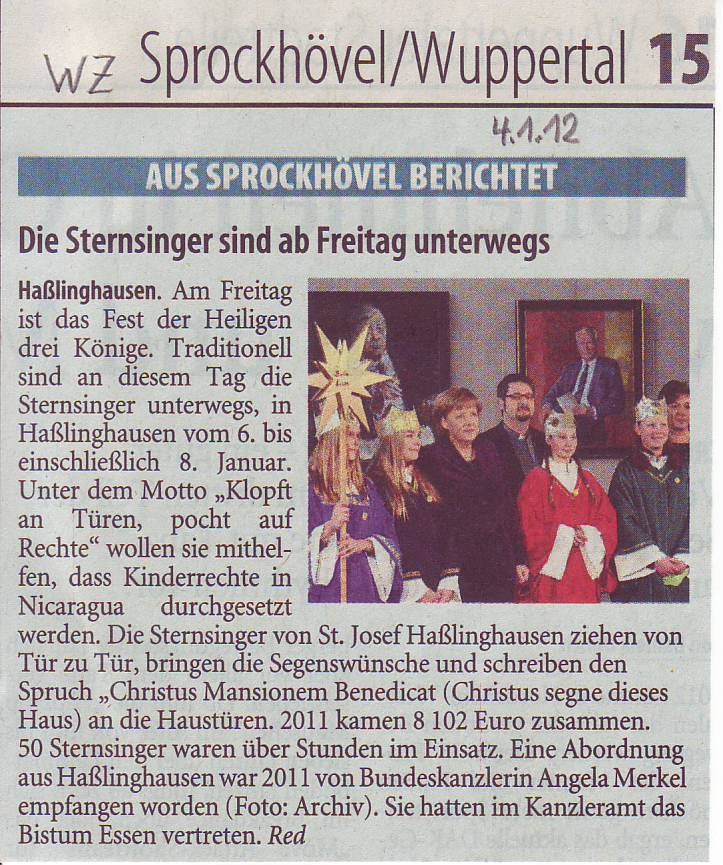 WZ Sprockhövel/Wuppertal 15
4.1.12
AUS SPROCKHÖVEL BERICHTET
Die Sternsinger sind ab Freitag unterwegs
Haßlinghausen. Am Freitag
ist das Fest der Heiligen
drei Könige. Traditionell
sind an diesem Tag die
Sternsinger unterwegs, in
Haßlinghausen vom 6. bis
einschließlich 8. Januar.
Unter dem Motto „Klopft
an Türen, pocht auf
Rechte“ wollen sie mithel-
fen, dass Kinderrechte in
Nicaragua durchgesetzt
werden. Die Sternsinger von St. Josef Haßlinghausen ziehen von
Tür zu Tür, bringen die Segenswünsche und schreiben den
Spruch „Christus Mansionem Benedicat (Christus segne dieses
Haus) an die Haustüren. 2011 kamen 8 102 Euro zusammen.
50 Sternsinger waren über Stunden im Einsatz. Eine Abordnung
aus Haßlinghausen war 2011 von Bundeskanzlerin Angela Merkel
empfangen worden (Foto: Archiv). Sie hatten im Kanzleramt das
Bistum Essen vertreten. Red